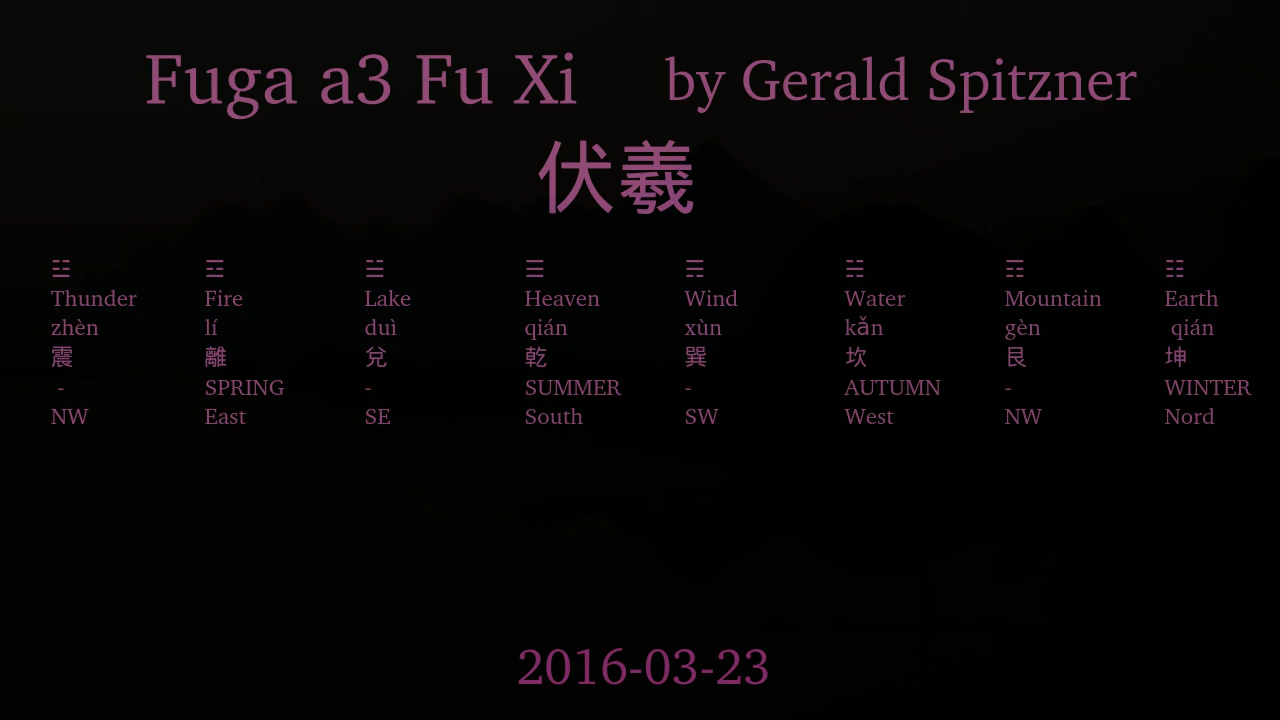 Fuga a3 Fu Xi by Gerald Spitzner
伏羲
☳ ☲ ☱ ☰ ☴ ☵ ☶ ☷
Thunder Fire Lake Heaven Wind Water Mountain Earth
zhèn lí duì qián xùn kǎn gèn qián
震 離 兌 乾 巽 坎 艮 坤
- SPRING - SUMMER - AUTUMN - WINTER
NW East SE South SW West NW Nord
2016-03-23